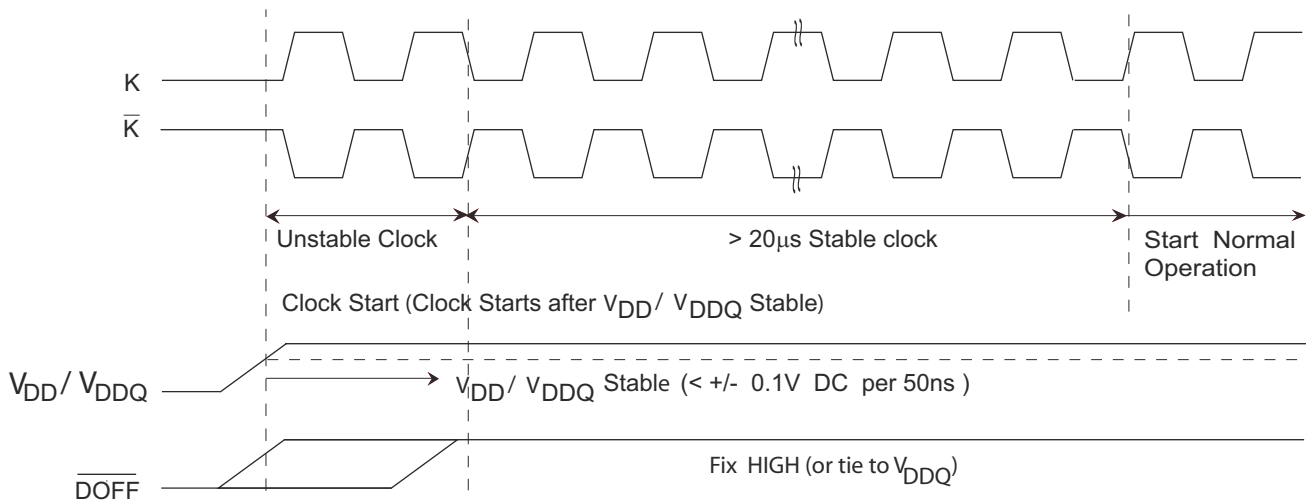 K
K̅
Unstable Clock
> 20μs Stable clock
Start Normal
Operation
Clock Start (Clock Starts after VDD / VDDQ Stable)
VDD / VDDQ
VDD / VDDQ Stable (< +/- 0.1V DC per 50ns )
D̅O̅F̅F̅
Fix HIGH (or tie to VDDQ)